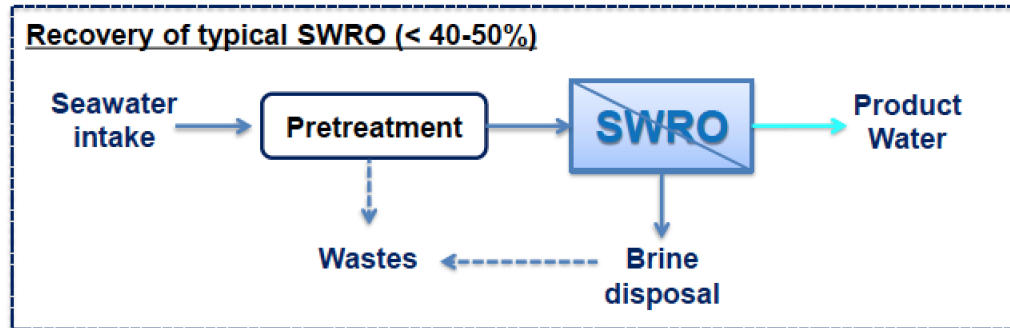 Recovery of typical SWRO (< 40-50%)
Seawater
intake
Pretreatment
SWRO
Product
Water
Wastes
Brine
disposal